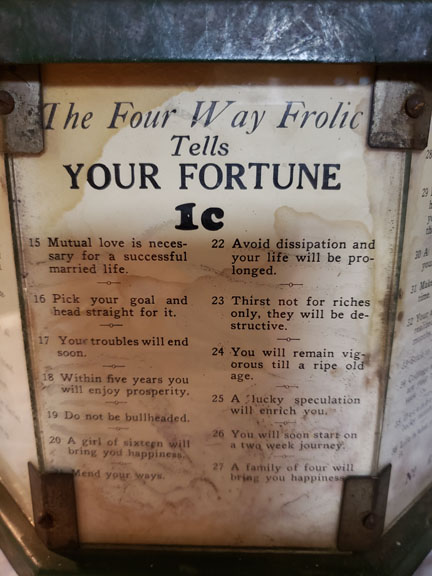 The Four Way Frolic
Tells
YOUR FORTUNE
1c
15 Mutual love is neces-
sary for a successful
married life.
16 Pick your goal and
head straight for it.
17 Your troubles will end
soon.
18 Within five years you
will enjoy prosperity.
19 Do not be bullheaded.
20 A girl of sixteen will
bring you happiness.
Mend your ways.
22 Avoid dissipation and
your life will be pro-
longed.
23 Thirst not for riches
only, they will be de-
structive.
24 You will remain vig-
orous till a ripe old
age.
25 A lucky speculation
will enrich you.
26 You will soon start on
a two week journey.
27 A family of four will
bring you happiness.
28
29
30
31
32